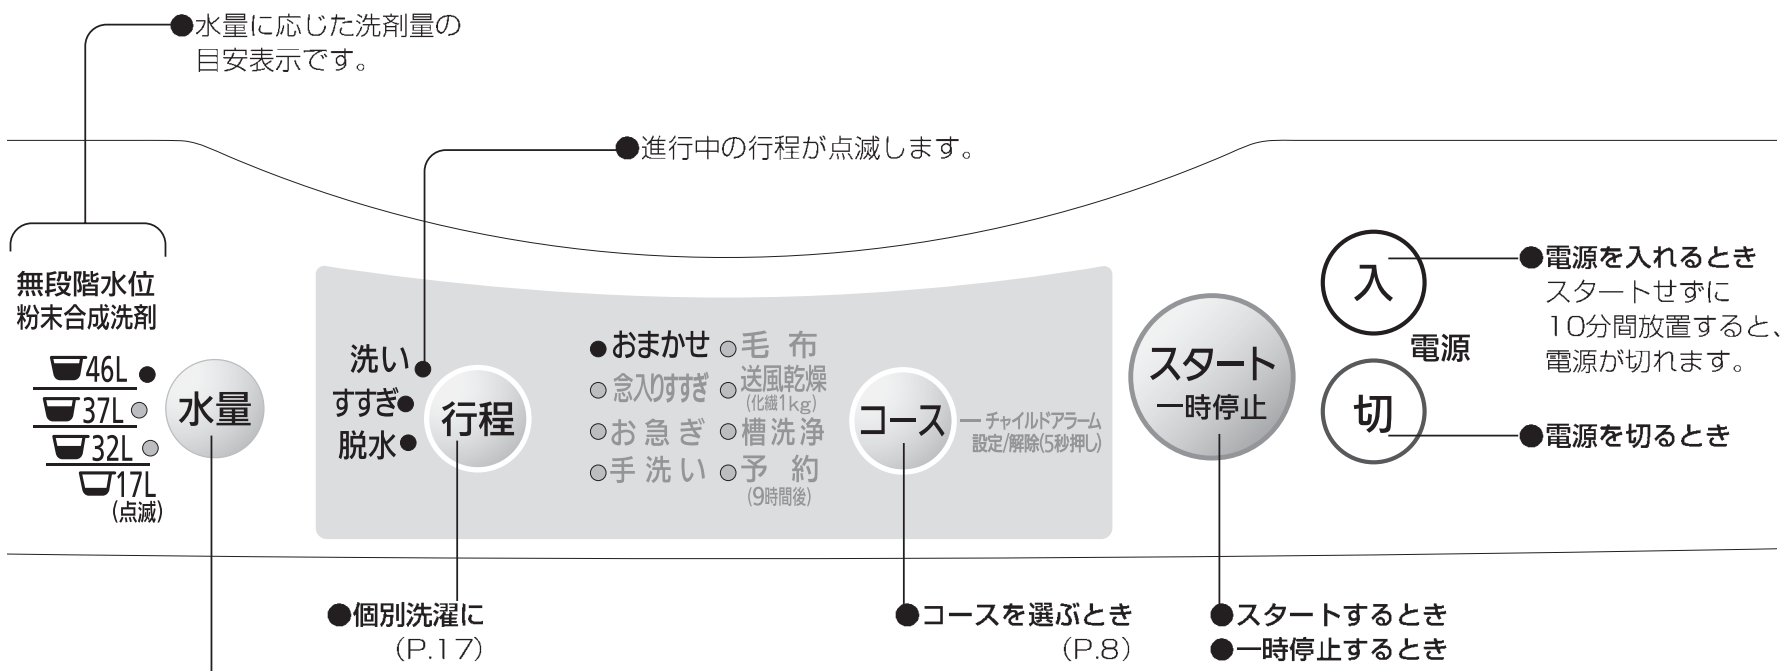 ●水量に応じた洗剤量の
目安表示です。
●進行中の行程が点滅します。
無段階水位
粉末合成洗剤
46L
37L
32L
17L
(点滅)
水量
洗い
すすぎ
脱水
行程
おまかせ
念入りすすぎ
お急ぎ
手洗い
毛布
送風乾燥
(化繊1kg)
槽洗浄
予約
(9時間後)
コース
チャイルドアラーム
設定/解除(5秒押し)
スタート
一時停止
入
電源
切
●電源を入れるとき
スタートせずに
10分間放置すると、
電源が切れます。
●電源を切るとき
●個別洗濯に
(P.17)
●コースを選ぶとき
(P.8)
●スタートするとき
●一時停止するとき